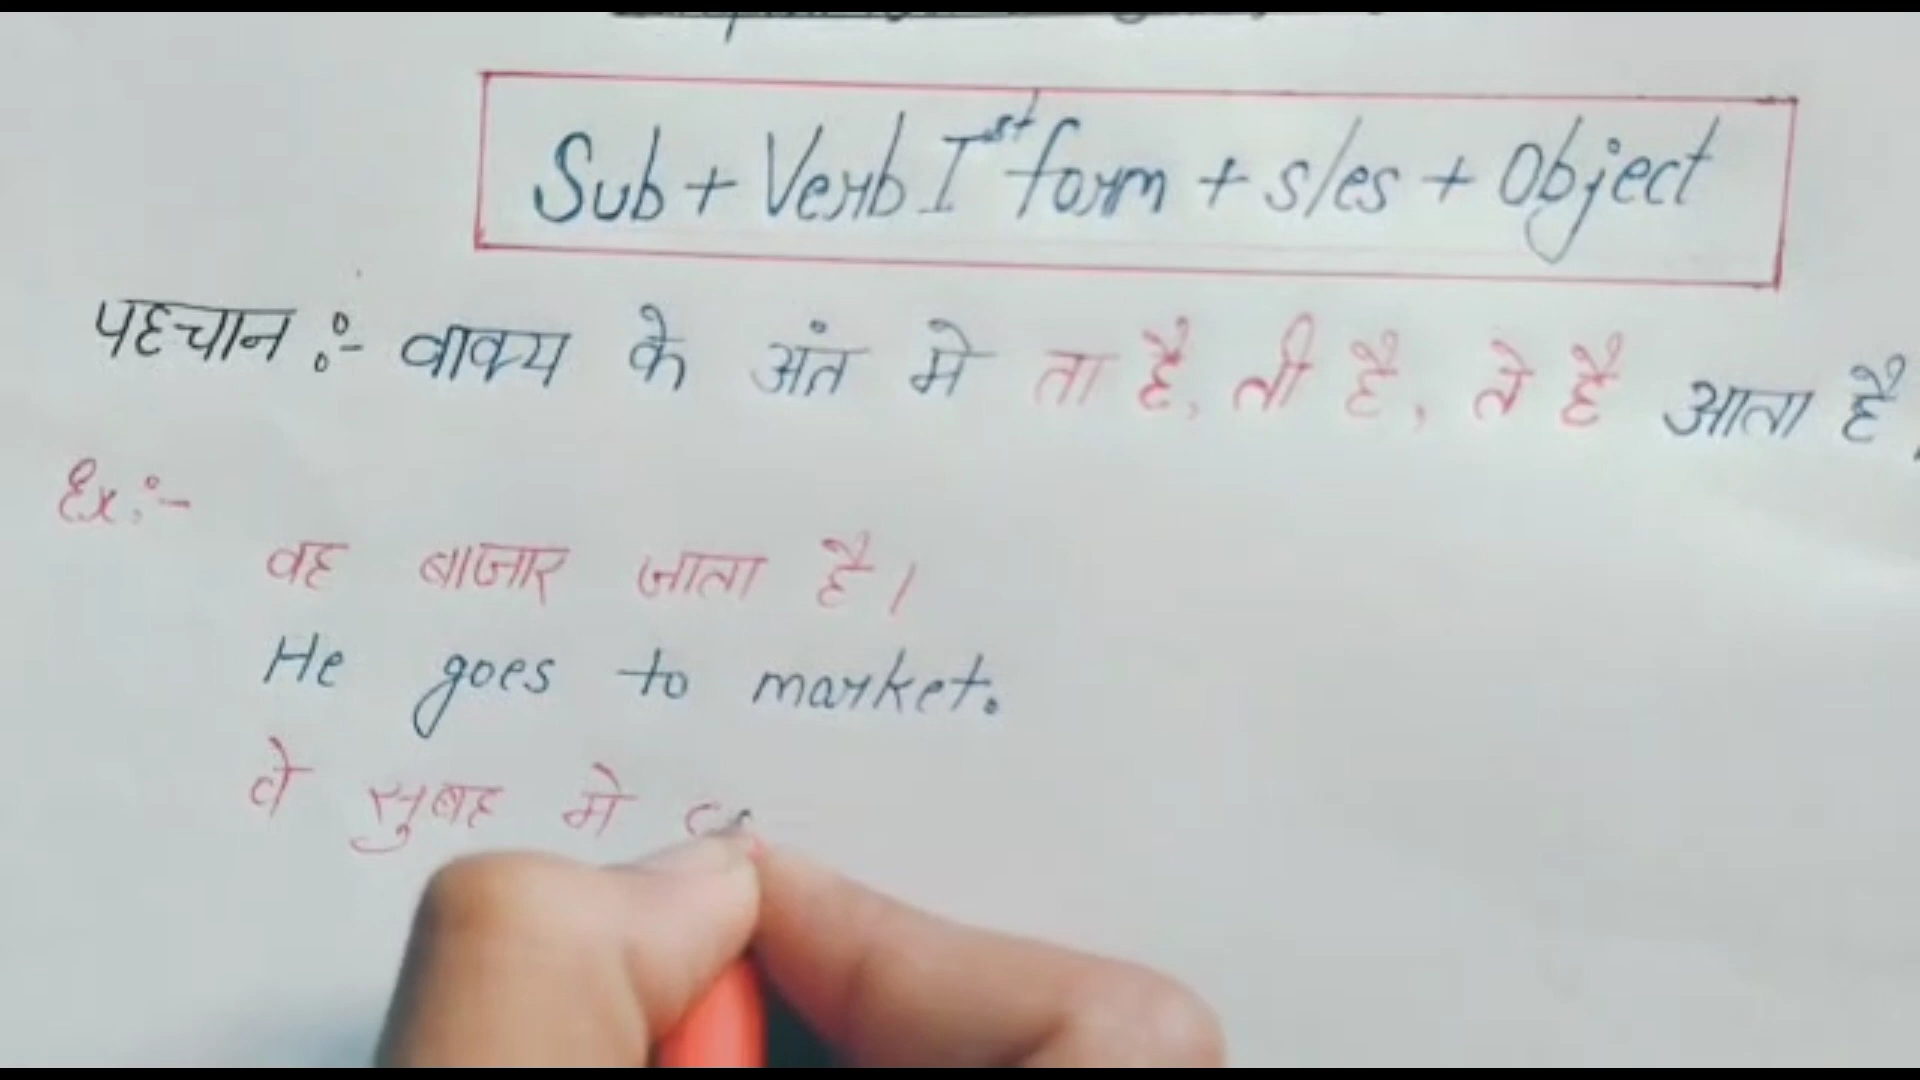 Sub + Verb Ist form + s/es + Object
पहचान :- वाक्य के अंत मे ता है, ती है, ते है आता है,
Ex:-
वह बाजार जाता है।
He goes to market.
वे सुबह मे